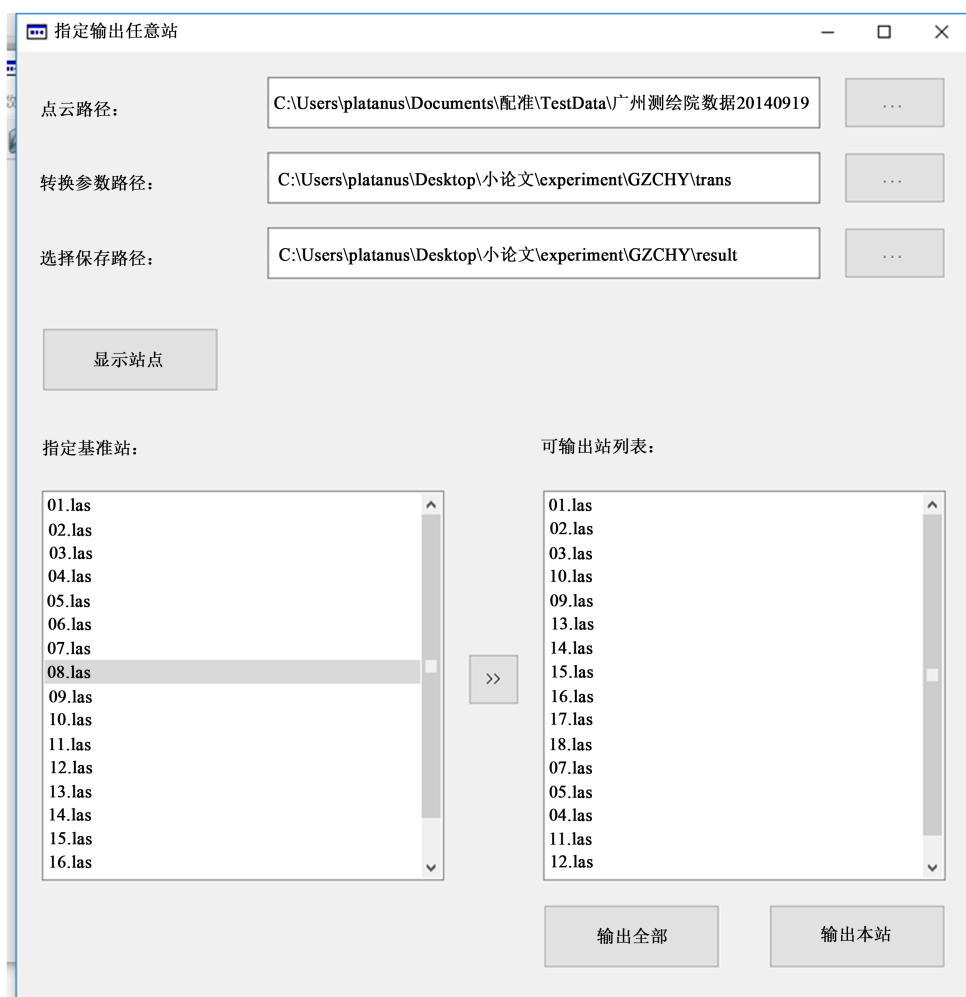 指定输出任意站
点云路径：
C:\Users\platanus\Documents\配准\TestData\广州测绘院数据20140919
...
转换参数路径：
C:\Users\platanus\Desktop\小论文\experiment\GZCHY\trans
...
选择保存路径：
C:\Users\platanus\Desktop\小论文\experiment\GZCHY\result
...
显示站点
指定基准站：
01.las
02.las
03.las
04.las
05.las
06.las
07.las
08.las
09.las
10.las
11.las
12.las
13.las
14.las
15.las
16.las
>>
可输出站列表：
01.las
02.las
03.las
10.las
09.las
13.las
14.las
15.las
16.las
17.las
18.las
07.las
05.las
04.las
11.las
12.las
输出全部
输出本站